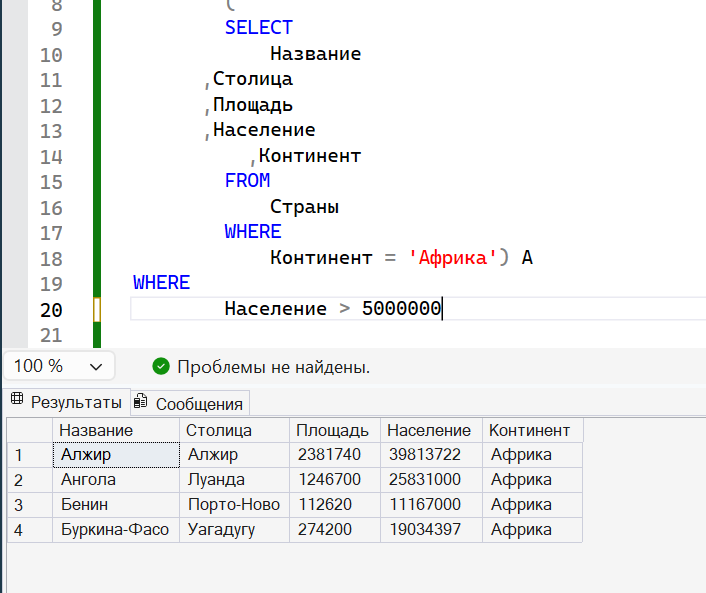 8 (
9 SELECT
10 Название
11 ,Столица
12 ,Площадь
13 ,Население
14 ,Континент
15 FROM
16 Страны
17 WHERE
18 Континент = 'Африка') А
19 WHERE
20 Население > 5000000
21
100 % Проблемы не найдены.
Результаты Сообщения
Название Столица Площадь Население Континент
1 Алжир Алжир 2381740 39813722 Африка
2 Ангола Луанда 1246700 25831000 Африка
3 Бенин Порто-Ново 112620 11167000 Африка
4 Буркина-Фасо Уагадугу 274200 19034397 Африка